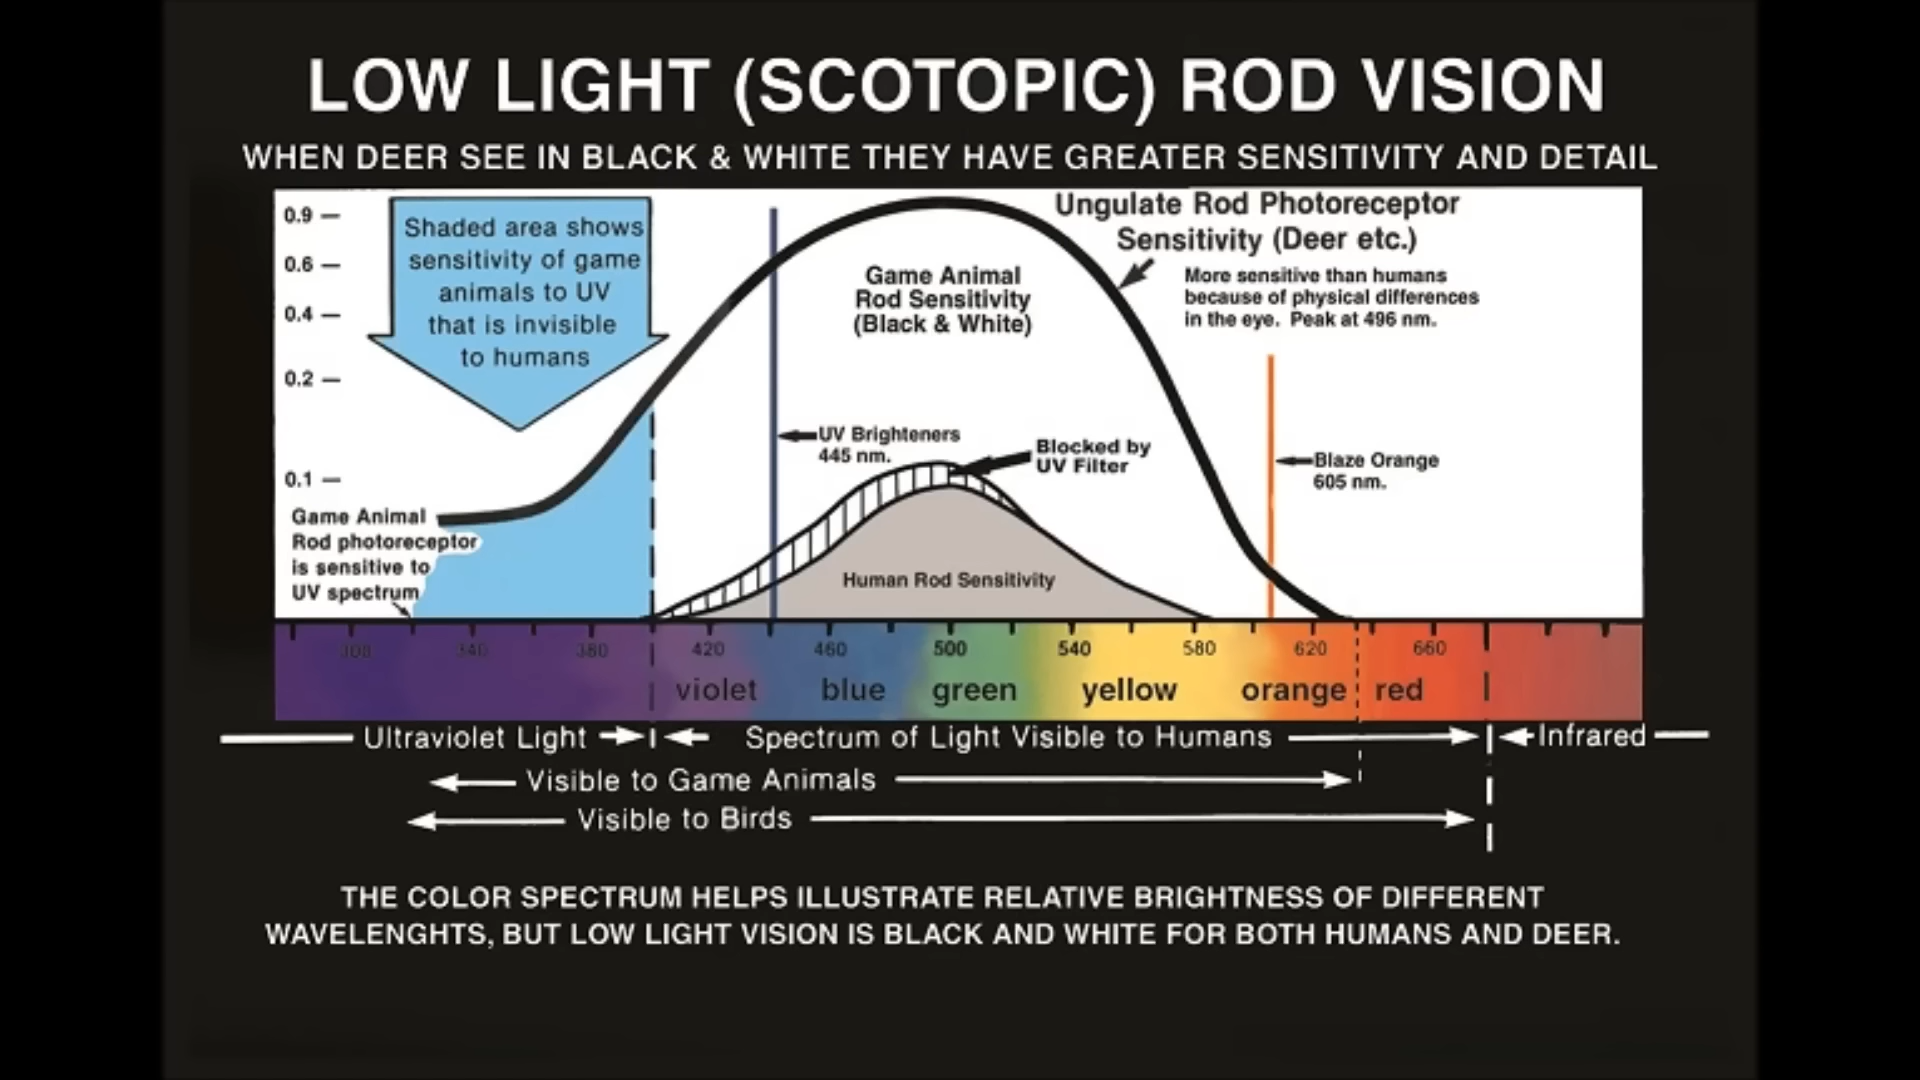 LOW LIGHT (SCOTOPIC) ROD VISION
WHEN DEER SEE IN BLACK & WHITE THEY HAVE GREATER SENSITIVITY AND DETAIL
0.9
0.6
0.4
0.2
0.1
Shaded area shows
sensitivity of game
animals to UV
that is invisible
to humans
Ungulate Rod Photoreceptor
Sensitivity (Deer etc.)
More sensitive than humans
because of physical differences
in the eye. Peak at 496 nm.
Game Animal
Rod Sensitivity
(Black & White)
UV Brighteners
445 nm.
Blocked by
UV Filter
Blaze Orange
605 nm.
Game Animal
Rod photoreceptor
is sensitive to
UV spectrum
Human Rod Sensitivity
300 340 380 420 460 500 540 580 620 660
violet blue green yellow orange red
Ultraviolet Light Spectrum of Light Visible to Humans Infrared
Visible to Game Animals
Visible to Birds
THE COLOR SPECTRUM HELPS ILLUSTRATE RELATIVE BRIGHTNESS OF DIFFERENT
WAVELENGHTS, BUT LOW LIGHT VISION IS BLACK AND WHITE FOR BOTH HUMANS AND DEER.